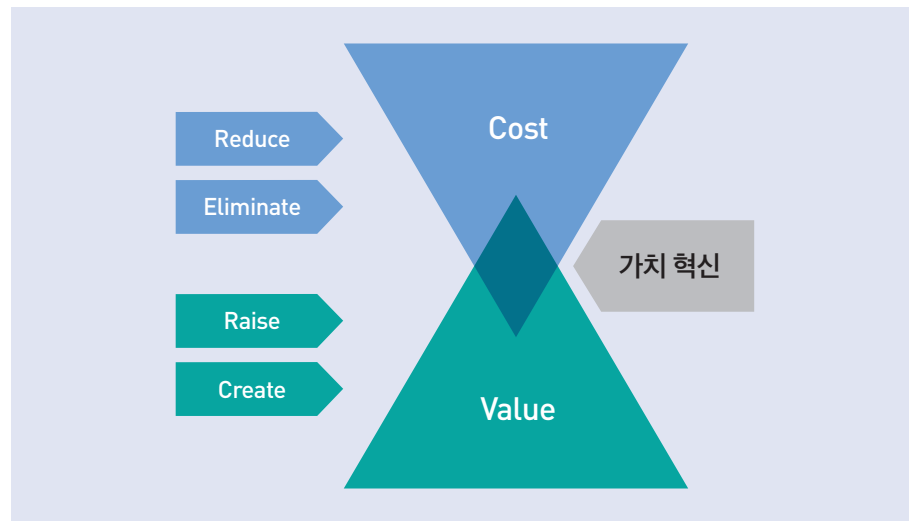 Cost
Reduce
Eliminate
가치 혁신
Raise
Create
Value